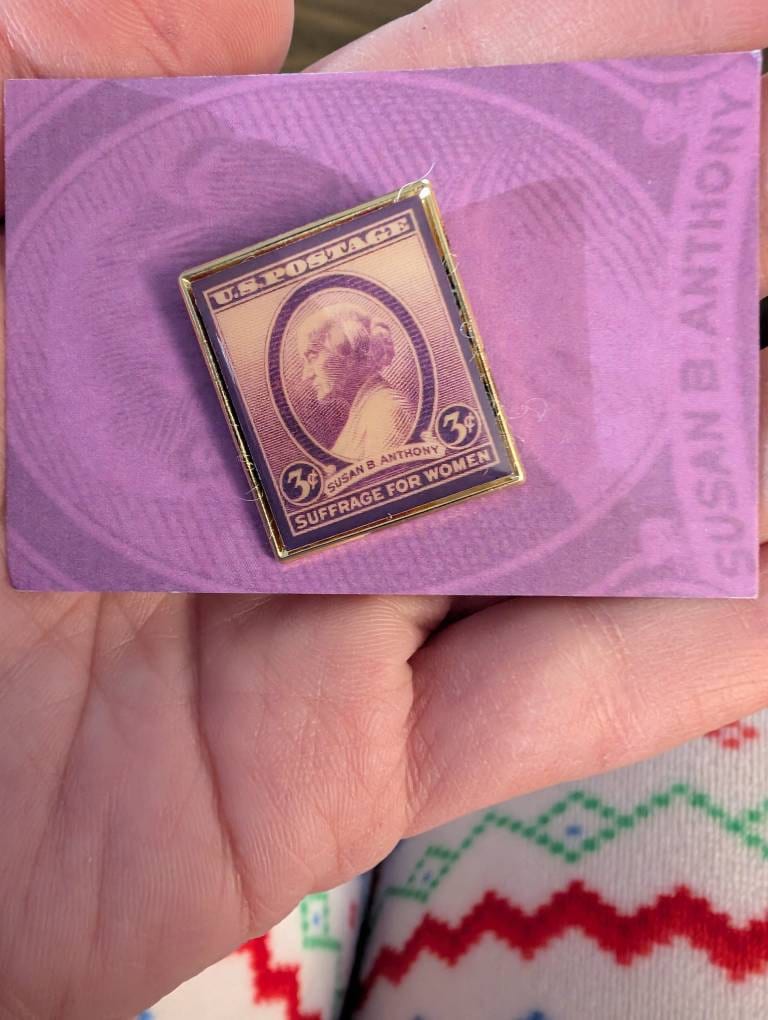 U.S. POSTAGE
3¢
SUSAN B. ANTHONY
3¢
SUFFRAGE FOR WOMEN
SUSAN B. ANTHONY